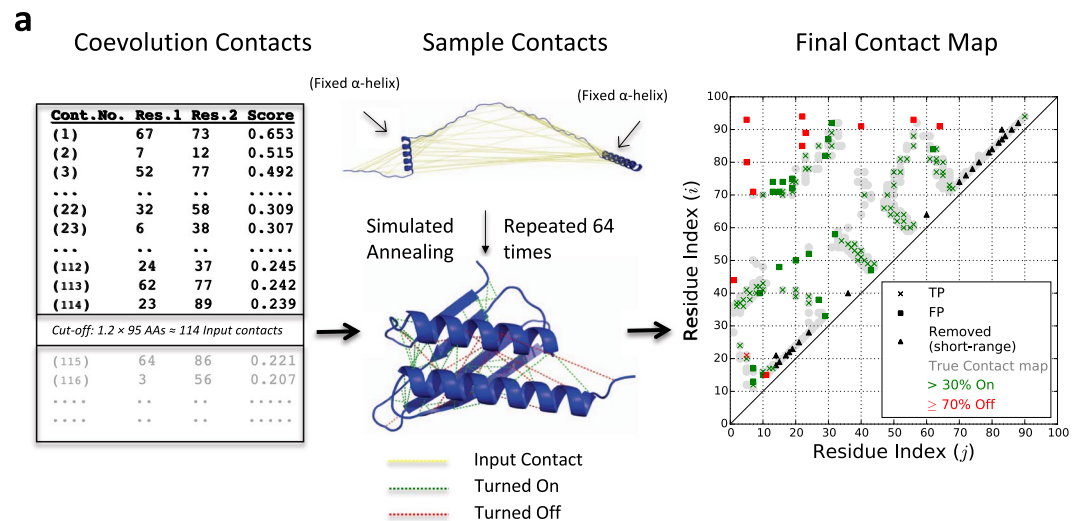 a
Coevolution Contacts
Sample Contacts
Final Contact Map
(Fixed α-helix)
(Fixed α-helix)
Cont.No. Res.1 Res.2 Score
(1) 67 73 0.653
(2) 7 12 0.515
(3) 52 77 0.492
... .. .. .....
(22) 32 58 0.309
(23) 6 38 0.307
... .. .. .....
(112) 24 37 0.245
(113) 62 77 0.242
(114) 23 89 0.239
Cut-off: 1.2 × 95 AAs ≈ 114 Input contacts
(115) 64 86 0.221
(116) 3 56 0.207
.... .. .. .....
.... .. .. .....
Simulated Annealing
Repeated 64 times
Input Contact
Turned On
Turned Off
Residue Index (i)
100
90
80
70
60
50
40
30
20
10
0
0 10 20 30 40 50 60 70 80 90 100
Residue Index (j)
TP
FP
Removed
(short-range)
True Contact map
> 30% On
≥ 70% Off